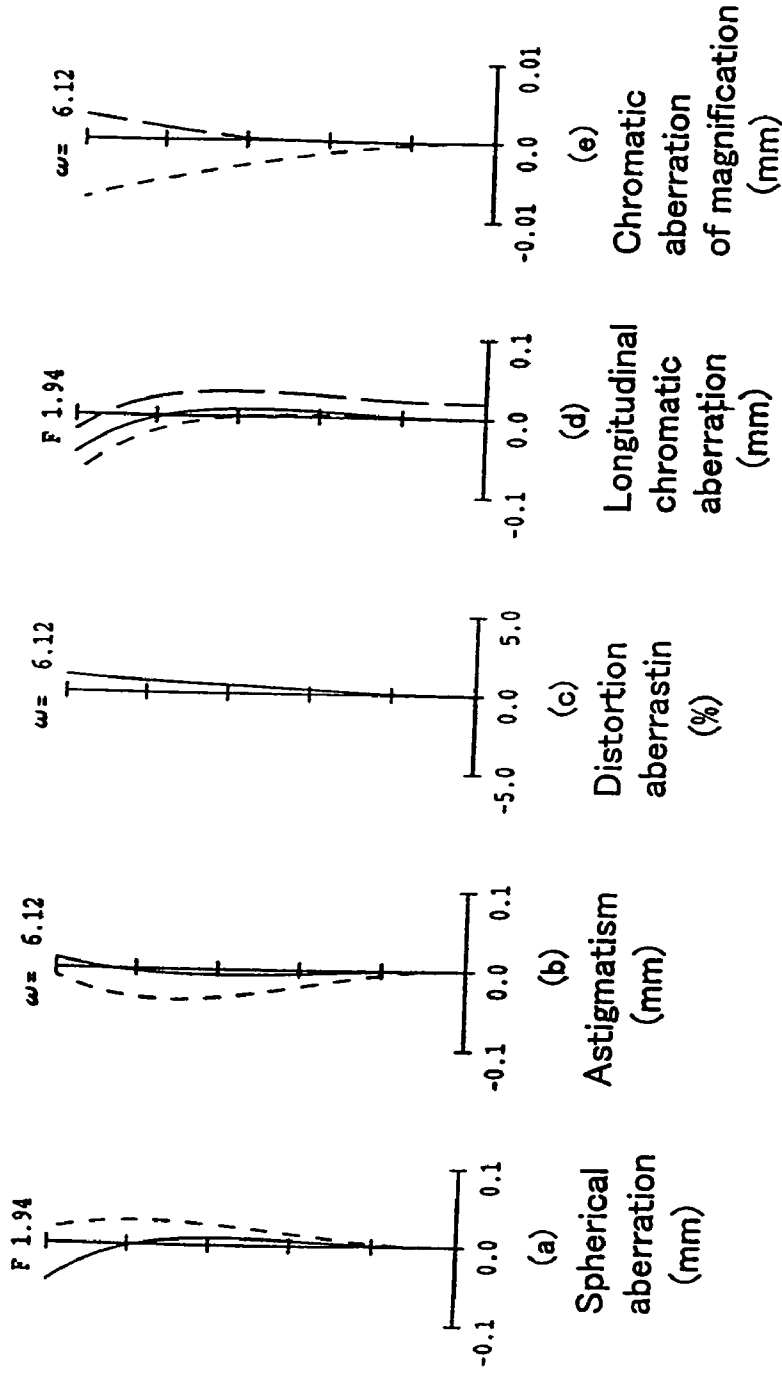 F 1.94
-0.1 0.0 0.1
(a)
Spherical
aberration
(mm)
ω= 6.12
-0.1 0.0 0.1
(b)
Astigmatism
(mm)
ω= 6.12
-5.0 0.0 5.0
(c)
Distortion
aberrastin
(%)
F 1.94
-0.1 0.0 0.1
(d)
Longitudinal
chromatic
aberration
(mm)
ω= 6.12
-0.01 0.0 0.01
(e)
Chromatic
aberration
of magnification
(mm)